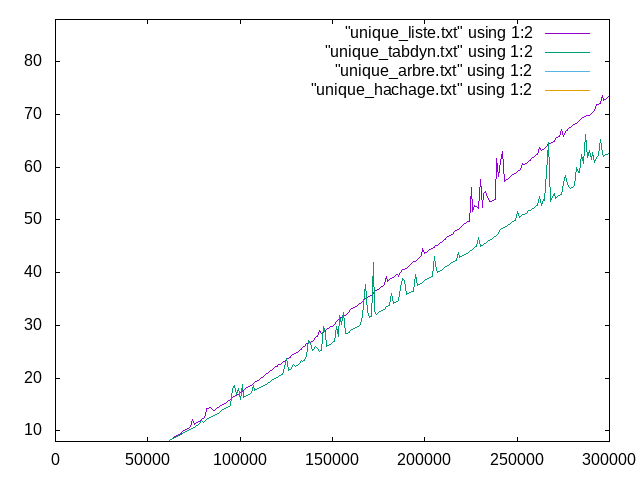 "unique_liste.txt" using 1:2
"unique_tabdyn.txt" using 1:2
"unique_arbre.txt" using 1:2
"unique_hachage.txt" using 1:2
80
70
60
50
40
30
20
10
0 50000 100000 150000 200000 250000 300000